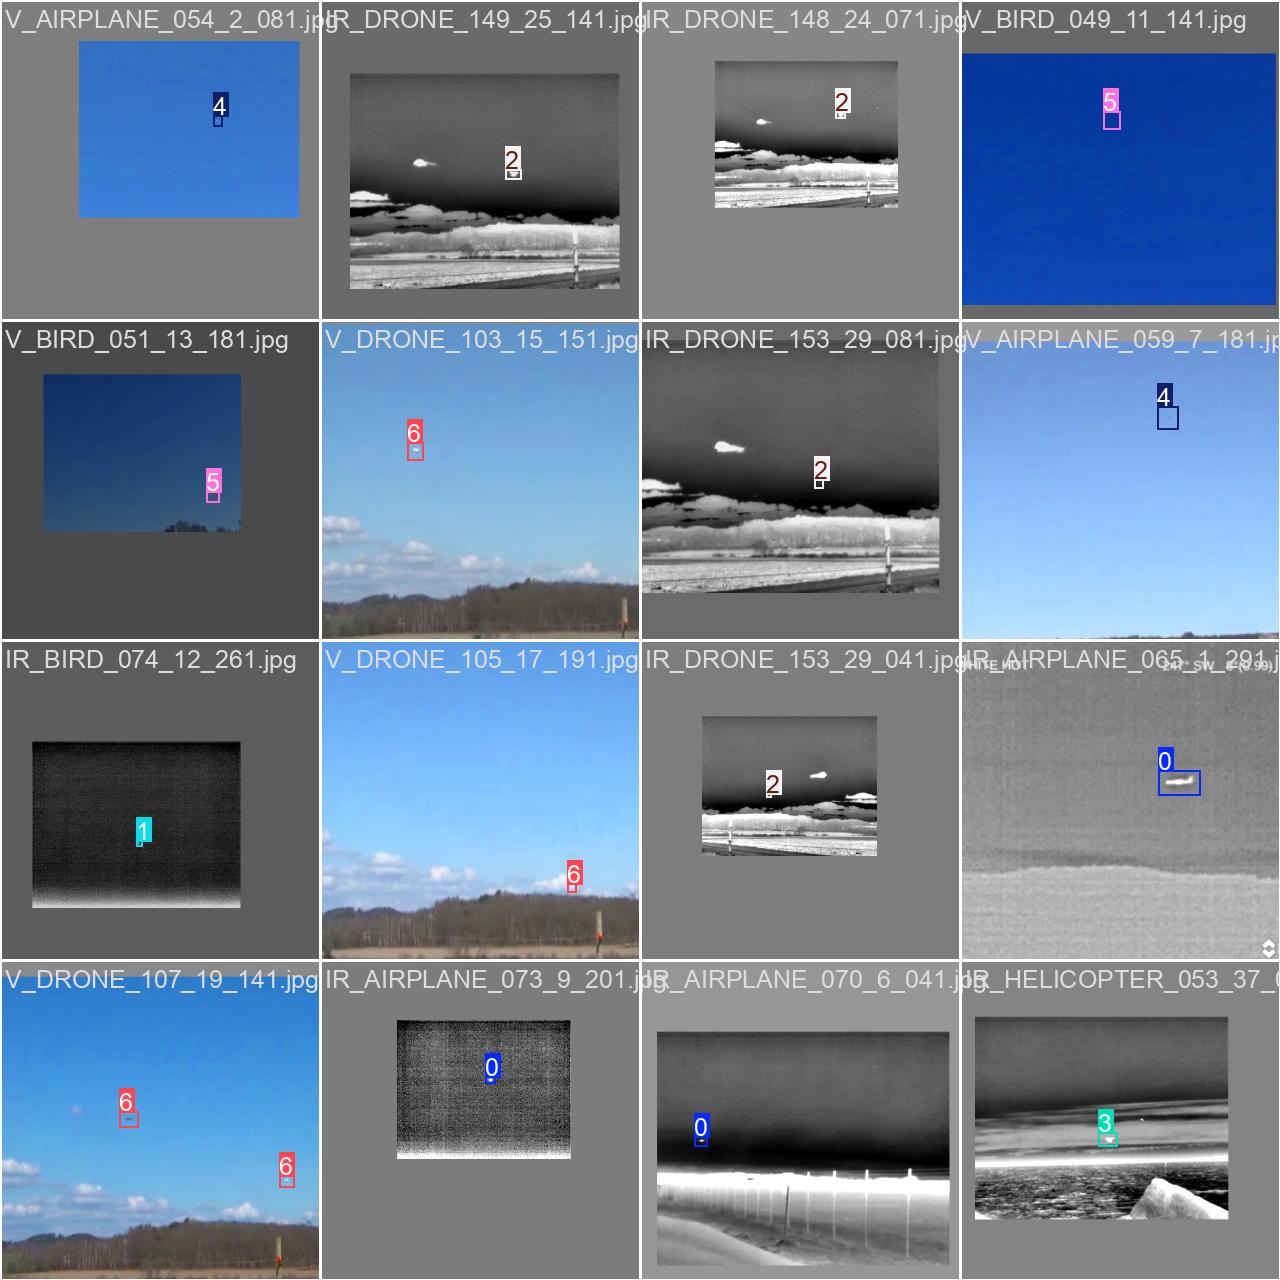 V_AIRPLANE_054_2_081.jpg
IR_DRONE_149_25_141.jpg
IR_DRONE_148_24_071.jpg
V_BIRD_049_11_141.jpg
4
2
2
5
V_BIRD_051_13_181.jpg
V_DRONE_103_15_151.jpg
IR_DRONE_153_29_081.jpg
V_AIRPLANE_059_7_181.jp
5
6
2
4
IR_BIRD_074_12_261.jpg
V_DRONE_105_17_191.jpg
IR_DRONE_153_29_041.jpg
IR_AIRPLANE_065_1_291.j
1
6
2
0
V_DRONE_107_19_141.jpg
IR_AIRPLANE_073_9_201.jpg
IR_AIRPLANE_070_6_041.jpg
IR_HELICOPTER_053_37_0
6
6
0
0
3